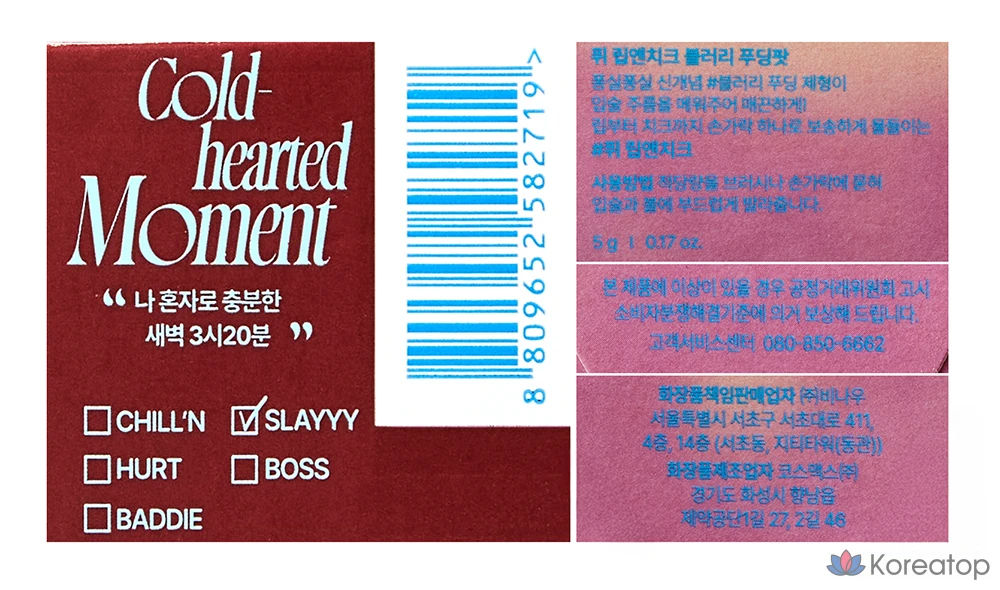 Cold-
hearted
Moment
“ 나 혼자로 충분한
새벽 3시20분 ”
CHILL'N
SLAYYY
HURT
BOSS
BADDIE
8 809652 582719 >
퓌 립앤치크 블러리 푸딩팟
퐁실퐁실 신개념 #블러리 푸딩 제형이
입술 주름을 메워주어 매끈하게!
립부터 치크까지 손가락 하나로 보송하게 물들이는
#퓌 립앤치크
사용방법 적당량을 브러시나 손가락에 묻혀
입술과 볼에 부드럽게 발라줍니다.
5 g | 0.17 oz.
본 제품에 이상이 있을 경우 공정거래위원회 고시
소비자분쟁해결기준에 의거 보상해 드립니다.
고객서비스센터 080-850-6662
화장품책임판매업자 ㈜비나우
서울특별시 서초구 서초대로 411,
4층, 14층 (서초동, 지티타워(동관))
화장품제조업자 코스맥스㈜
경기도 화성시 향남읍
제약공단1길 27, 2길 46
Koreatop